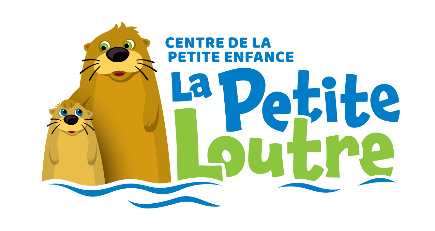 CENTRE DE LA
PETITE ENFANCE
La Petite
Loutre